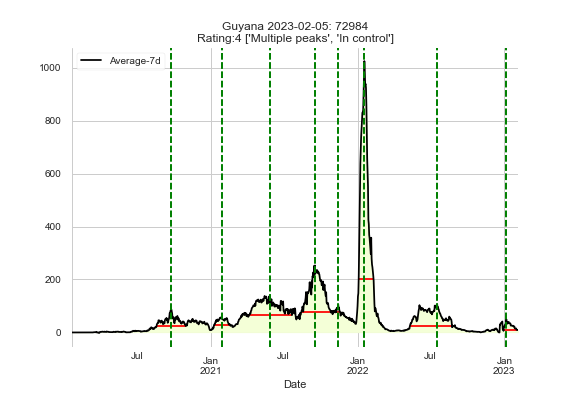 Guyana 2023-02-05: 72984
Rating:4 ['Multiple peaks', 'In control']
Average-7d
1000
800
600
400
200
0
Jul
Jan
2021
Jul
Jan
2022
Jul
Jan
2023
Date